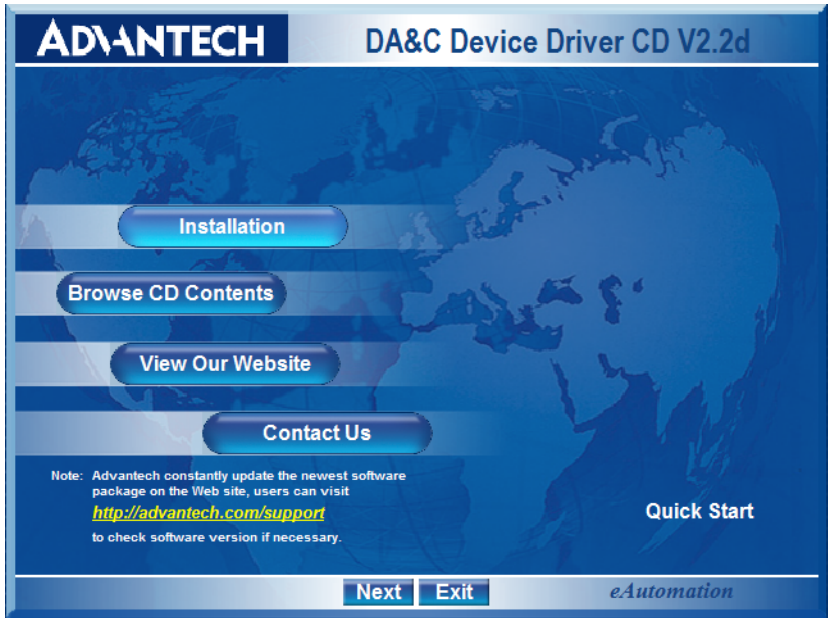 ADVANTECH
DA&C Device Driver CD V2.2d
Installation
Browse CD Contents
View Our Website
Contact Us
Note: Advantech constantly update the newest software
package on the Web site, users can visit
http://advantech.com/support
to check software version if necessary.
Quick Start
Next Exit
eAutomation